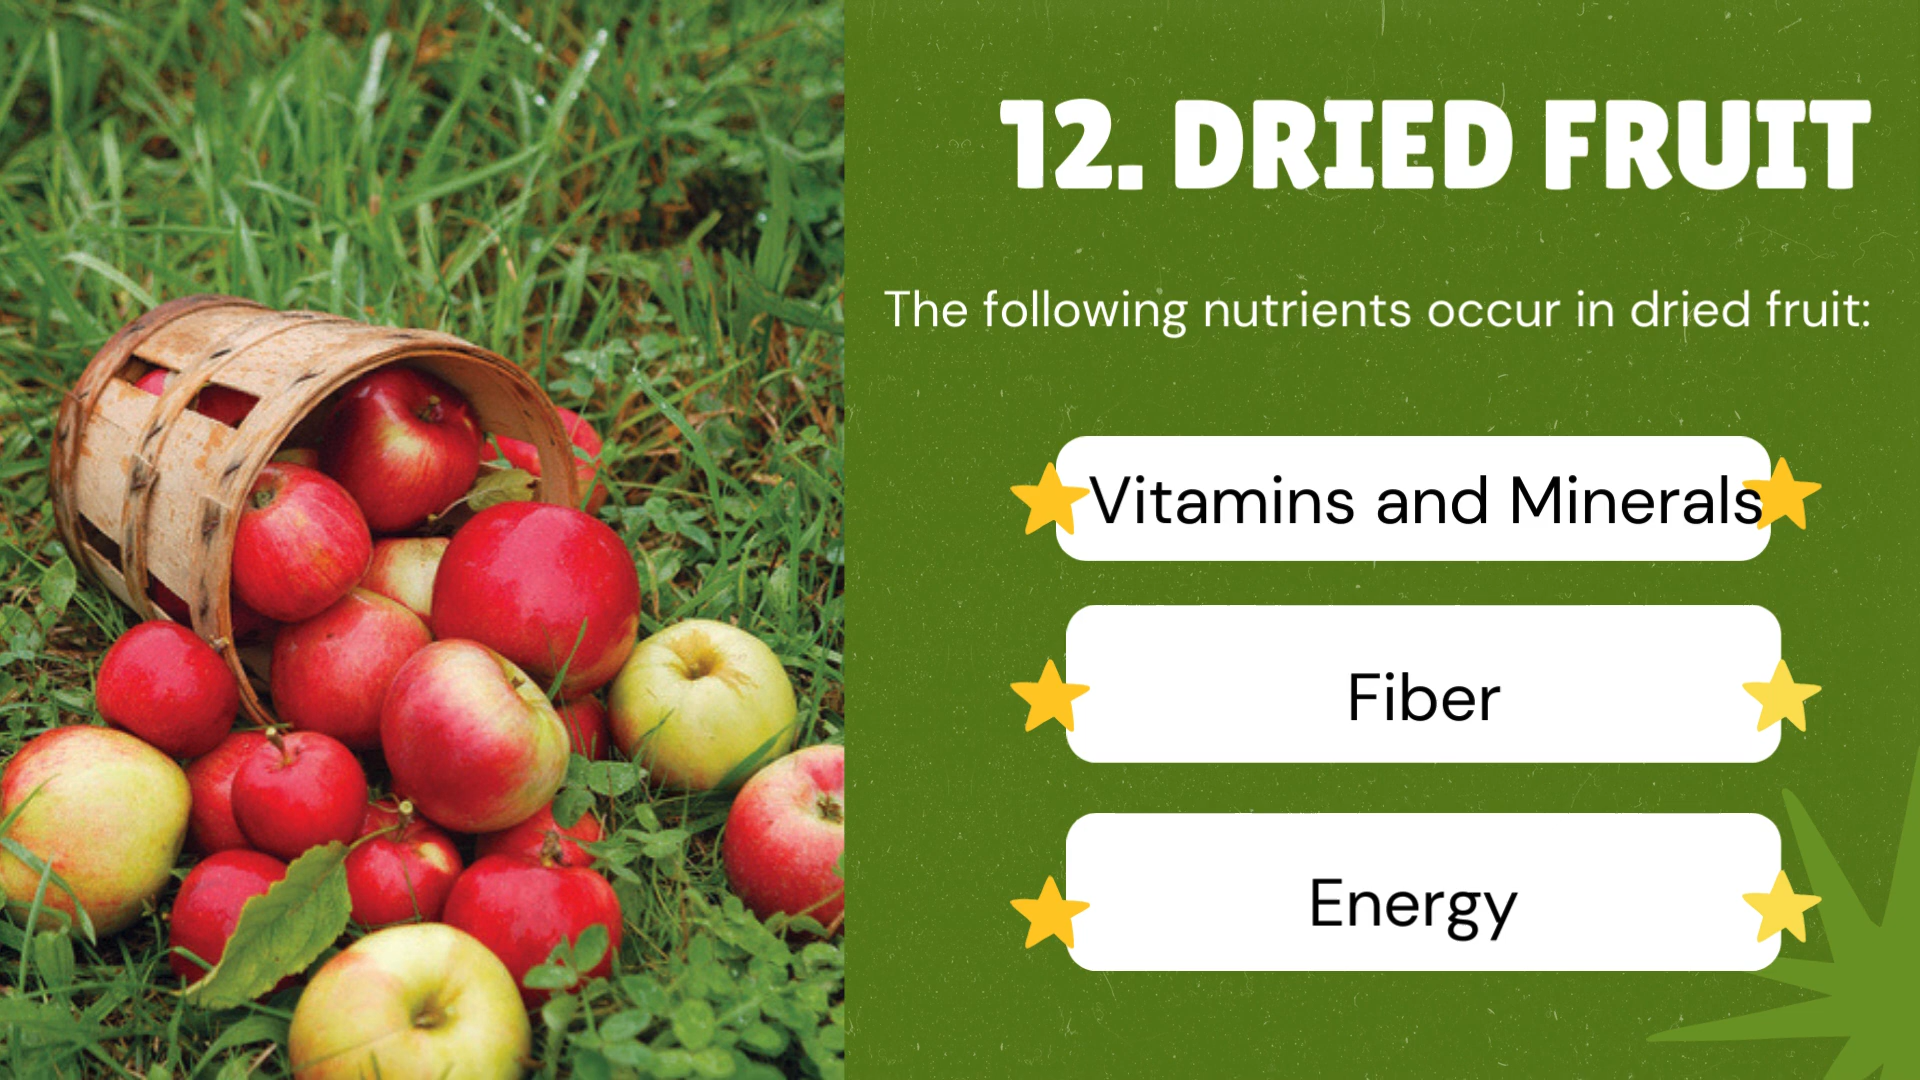 12. DRIED FRUIT
The following nutrients occur in dried fruit:
Vitamins and Minerals
Fiber
Energy